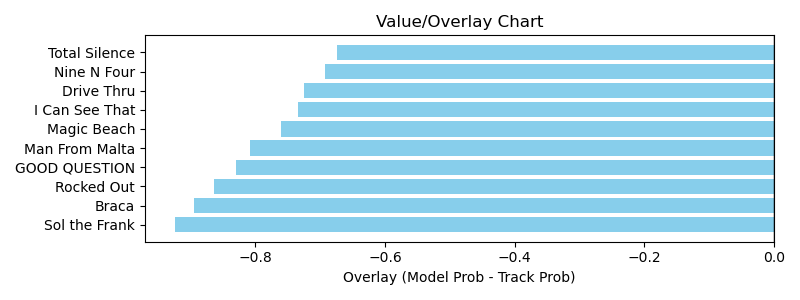 Value/Overlay Chart
Total Silence
Nine N Four
Drive Thru
I Can See That
Magic Beach
Man From Malta
GOOD QUESTION
Rocked Out
Braca
Sol the Frank
−0.8 −0.6 −0.4 −0.2 0.0
Overlay (Model Prob - Track Prob)